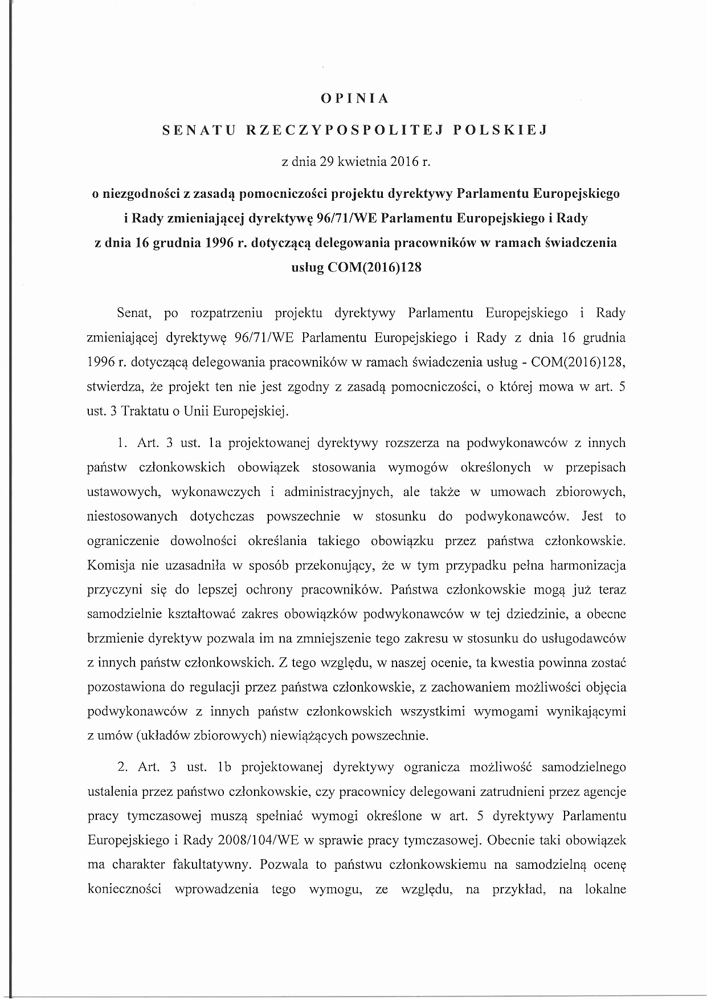 OPINIA
SENATU RZECZYPOSPOLITEJ POLSKIEJ
z dnia 29 kwietnia 2016 r.
o niezgodności z zasadą pomocniczości projektu dyrektywy Parlamentu Europejskiego
i Rady zmieniającej dyrektywę 96/71/WE Parlamentu Europejskiego i Rady
z dnia 16 grudnia 1996 r. dotyczącą delegowania pracowników w ramach świadczenia
usług COM(2016)128
Senat, po rozpatrzeniu projektu dyrektywy Parlamentu Europejskiego i Rady
zmieniającej dyrektywę 96/71/WE Parlamentu Europejskiego i Rady z dnia 16 grudnia
1996 r. dotyczącą delegowania pracowników w ramach świadczenia usług - COM(2016)128,
stwierdza, że projekt ten nie jest zgodny z zasadą pomocniczości, o której mowa w art. 5
ust. 3 Traktatu o Unii Europejskiej.
1. Art. 3 ust. 1a projektowanej dyrektywy rozszerza na podwykonawców z innych
państw członkowskich obowiązek stosowania wymogów określonych w przepisach
ustawowych, wykonawczych i administracyjnych, ale także w umowach zbiorowych,
niestosowanych dotychczas powszechnie w stosunku do podwykonawców. Jest to
ograniczenie dowolności określania takiego obowiązku przez państwa członkowskie.
Komisja nie uzasadniła w sposób przekonujący, że w tym przypadku pełna harmonizacja
przyczyni się do lepszej ochrony pracowników. Państwa członkowskie mogą już teraz
samodzielnie kształtować zakres obowiązków podwykonawców w tej dziedzinie, a obecne
brzmienie dyrektyw pozwala im na zmniejszenie tego zakresu w stosunku do usługodawców
z innych państw członkowskich. Z tego względu, w naszej ocenie, ta kwestia powinna zostać
pozostawiona do regulacji przez państwa członkowskie, z zachowaniem możliwości objęcia
podwykonawców z innych państw członkowskich wszystkimi wymogami wynikającymi
z umów (układów zbiorowych) niewiążących powszechnie.
2. Art. 3 ust. 1b projektowanej dyrektywy ogranicza możliwość samodzielnego
ustalenia przez państwo członkowskie, czy pracownicy delegowani zatrudnieni przez agencje
pracy tymczasowej muszą spełniać wymogi określone w art. 5 dyrektywy Parlamentu
Europejskiego i Rady 2008/104/WE w sprawie pracy tymczasowej. Obecnie taki obowiązek
ma charakter fakultatywny. Pozwala to państwu członkowskiemu na samodzielną ocenę
konieczności wprowadzenia tego wymogu, ze względu, na przykład, na lokalne